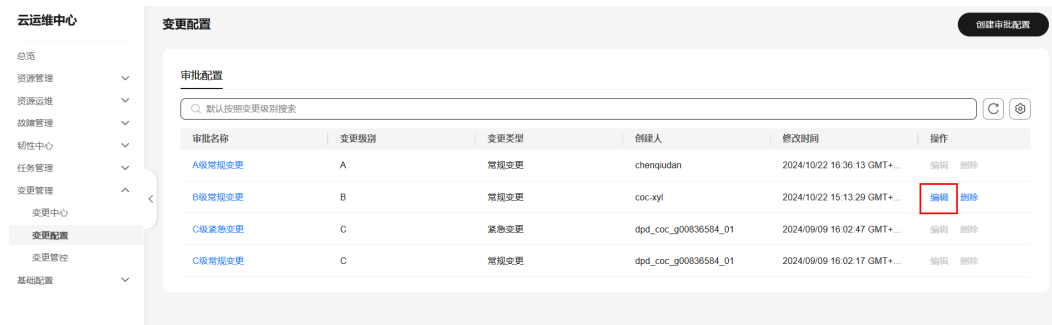 云运维中心
变更配置
创建审批配置
总览
资源管理
资源运维
故障管理
韧性中心
任务管理
变更管理
变更中心
变更配置
变更管控
基础配置
审批配置
默认按照变更级别搜索
审批名称 变更级别 变更类型 创建人 修改时间 操作
A级常规变更 A 常规变更 chenqiudan 2024/10/22 16:36:13 GMT+... 编辑 删除
B级常规变更 B 常规变更 coc-xyl 2024/10/22 15:13:29 GMT+... 编辑 删除
C级紧急变更 C 紧急变更 dpd_coc_g00836584_01 2024/09/09 16:02:47 GMT+... 编辑 删除
C级常规变更 C 常规变更 dpd_coc_g00836584_01 2024/09/09 16:02:17 GMT+... 编辑 删除